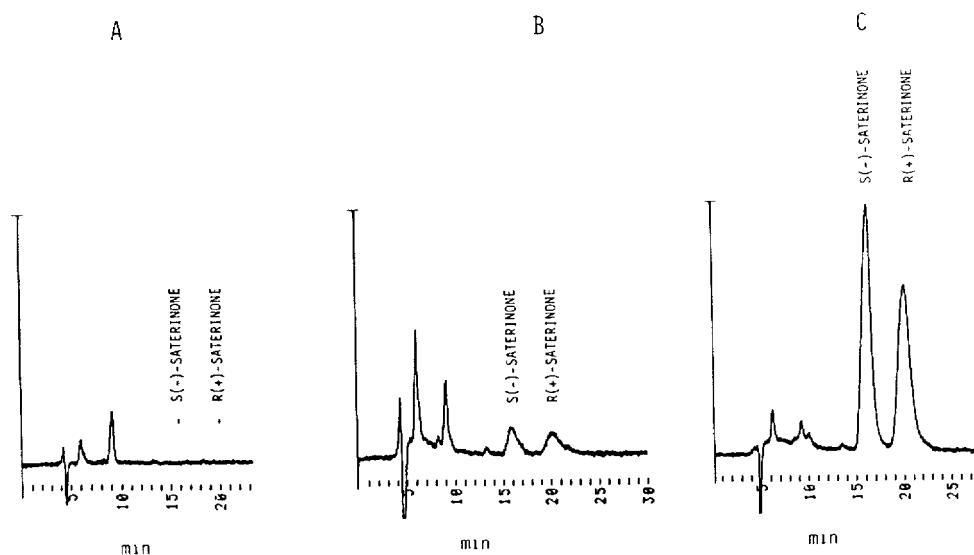 A
B
C
S(-)-SATERINONE
R(+)-SATERINONE
S(-)-SATERINONE
R(+)-SATERINONE
S(-)-SATERINONE
R(+)-SATERINONE
5 10 15 20
min
5 10 15 20 25 30
min
5 10 15 20 25
min